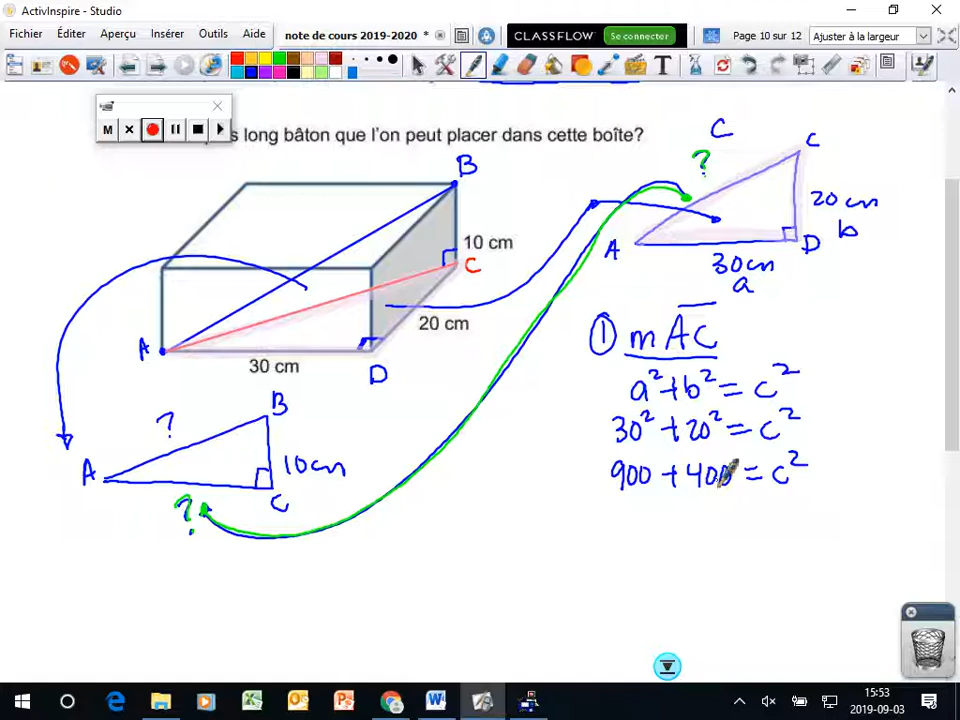 ActivInspire - Studio
Fichier Éditer Aperçu Insérer Outils Aide
note de cours 2019-2020 *
CLASSFLOW Se connecter
Page 10 sur 12
Ajuster à la largeur
M
s long bâton que l'on peut placer dans cette boîte?
B
10 cm
C
20 cm
A
30 cm
D
C
?
C
20 cm
b
A
D
30 cm
a
B
?
A
10cm
?
C
① m AC
a² + b² = c²
30² + 20² = c²
900 + 400 = c²
15:53
2019-09-03